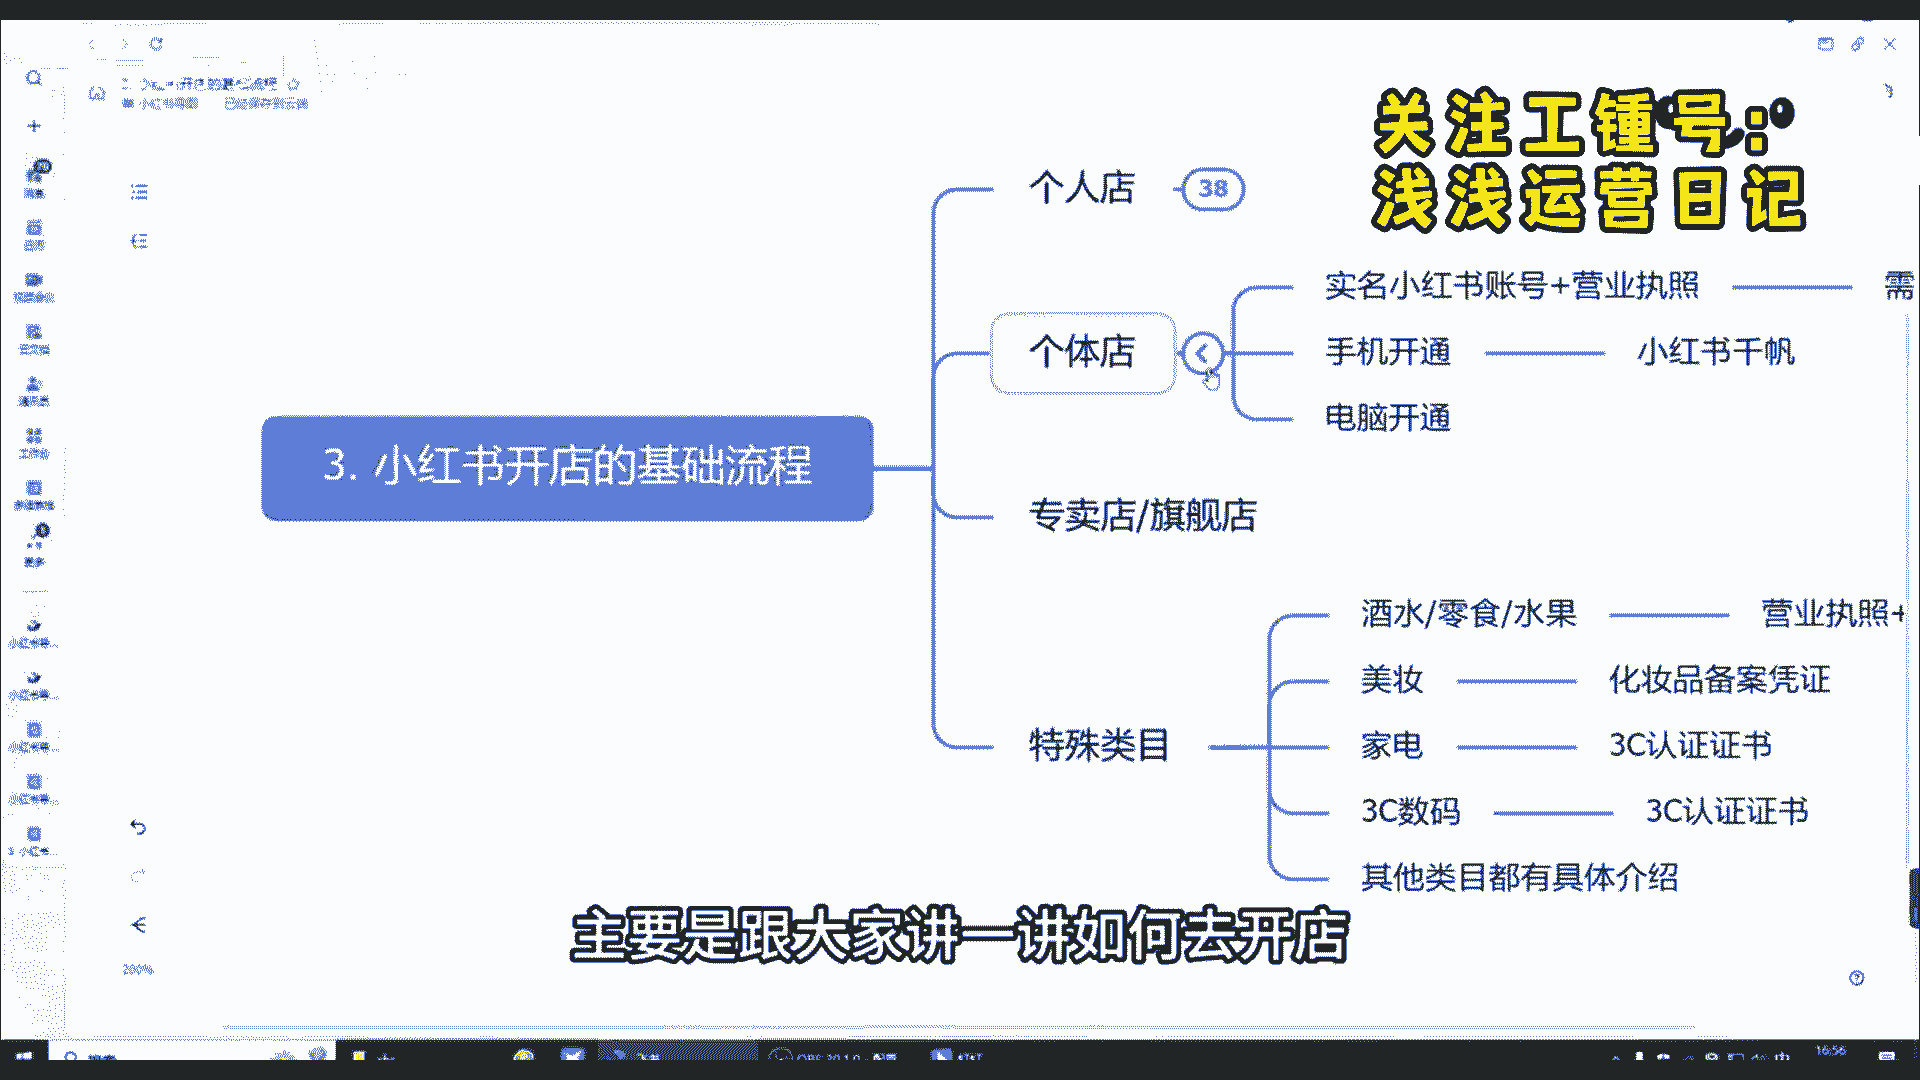 关注工锺号:
浅浅运营日记
个人店
38
实名小红书账号+营业执照
需
个体店
手机开通
小红书千帆
电脑开通
3. 小红书开店的基础流程
专卖店/旗舰店
酒水/零食/水果
营业执照+
美妆
化妆品备案凭证
特殊类目
家电
3C认证证书
3C数码
3C认证证书
其他类目都有具体介绍
主要是跟大家讲一讲如何去开店
200%
16:56